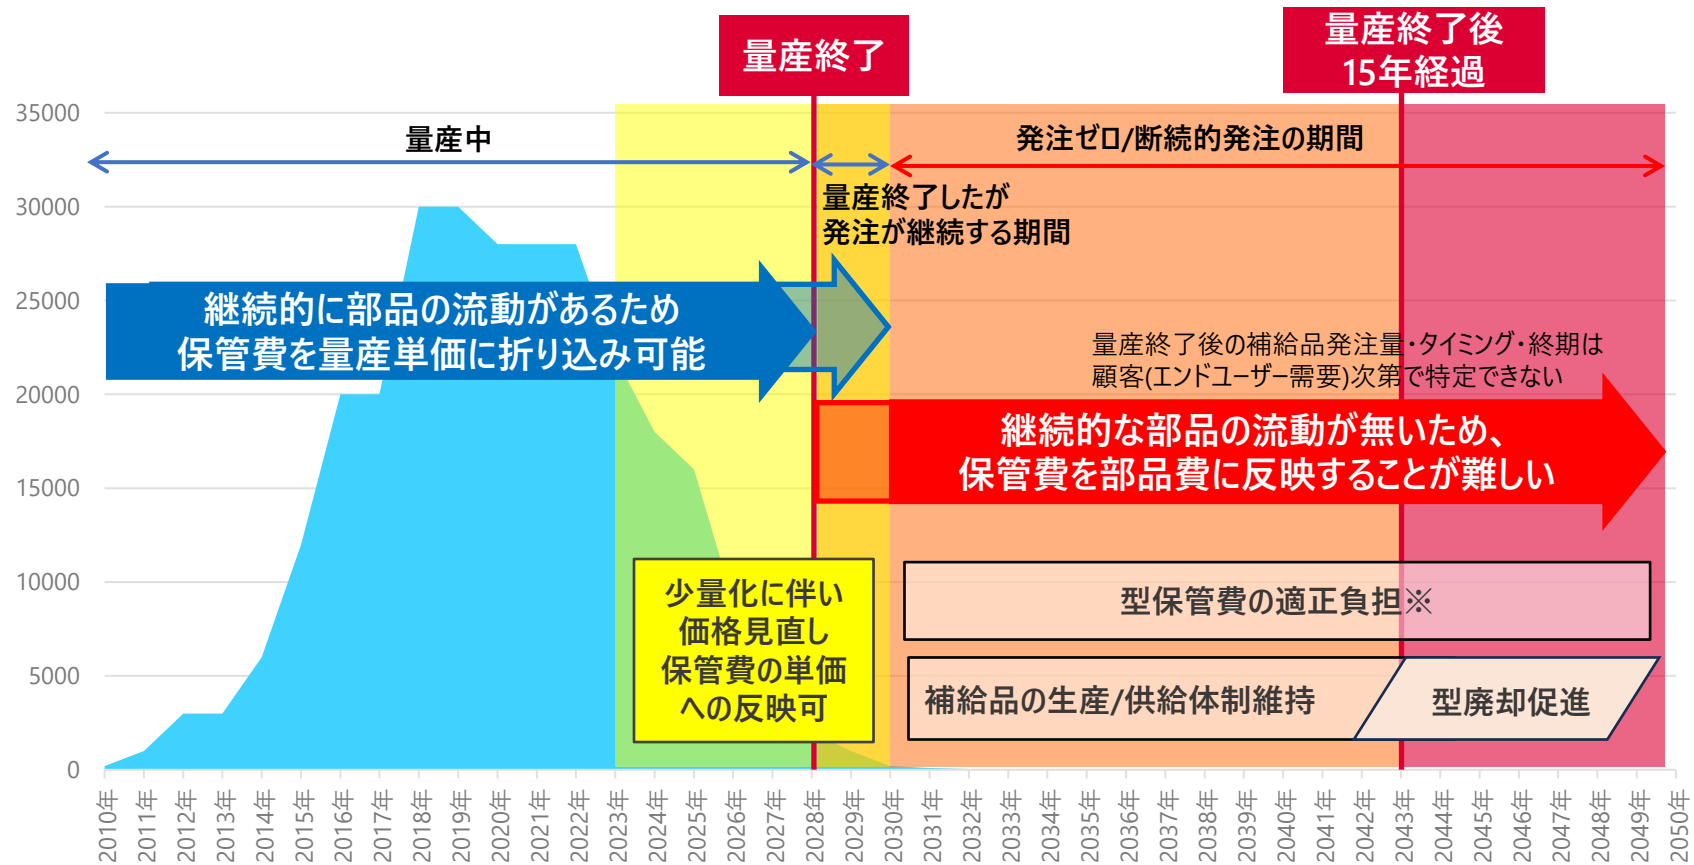 量産終了
量産終了後
15年経過
35000
30000
25000
20000
15000
10000
5000
0
量産中
発注ゼロ/断続的発注の期間
量産終了したが
発注が継続する期間
継続的に部品の流動があるため
保管費を量産単価に折り込み可能
量産終了後の補給品発注量・タイミング・終期は
顧客(エンドユーザー需要)次第で特定できない
継続的な部品の流動が無いため、
保管費を部品費に反映することが難しい
少量化に伴い
価格見直し
保管費の単価
への反映可
型保管費の適正負担※
補給品の生産/供給体制維持
型廃却促進
2010年
2011年
2012年
2013年
2014年
2015年
2016年
2017年
2018年
2019年
2020年
2021年
2022年
2023年
2024年
2025年
2026年
2027年
2028年
2029年
2030年
2031年
2032年
2033年
2034年
2035年
2036年
2037年
2038年
2039年
2040年
2041年
2042年
2043年
2044年
2045年
2046年
2047年
2048年
2049年
2050年